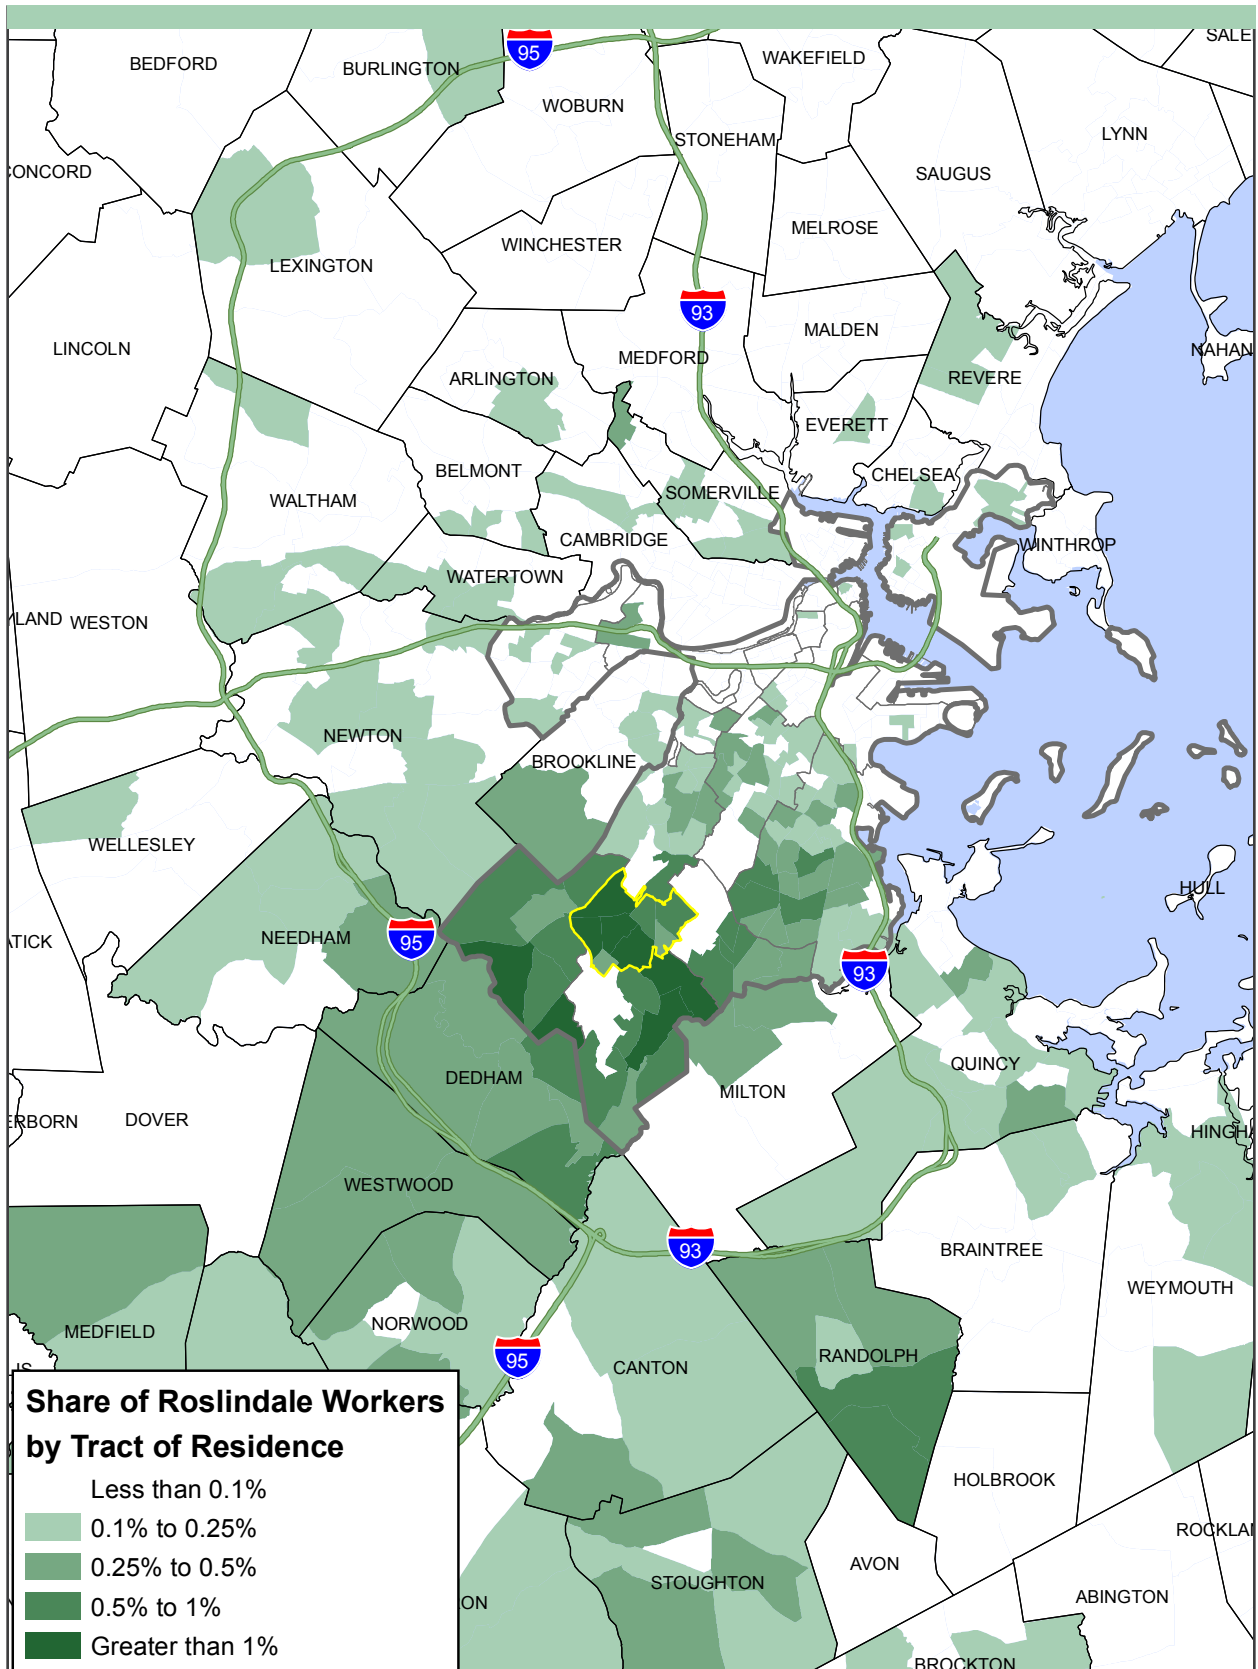 SALE
95
WAKEFIELD
BEDFORD
BURLINGTON
WOBURN
LYNN
STONEHAM
CONCORD
SAUGUS
MELROSE
WINCHESTER
LEXINGTON
93
MALDEN
LINCOLN
NAHAN
MEDFORD
ARLINGTON
REVERE
EVERETT
BELMONT
CHELSEA
SOMERVILLE
WALTHAM
CAMBRIDGE
WINTHROP
WATERTOWN
LAND
WESTON
NEWTON
BROOKLINE
WELLESLEY
HULL
NEEDHAM
ATICK
95
93
QUINCY
DEDHAM
MILTON
ERBORN
DOVER
HINGHA
WESTWOOD
93
BRAINTREE
WEYMOUTH
NORWOOD
MEDFIELD
95
RANDOLPH
CANTON
Share of Roslindale Workers
by Tract of Residence
Less than 0.1%
0.1% to 0.25%
0.25% to 0.5%
0.5% to 1%
Greater than 1%
HOLBROOK
ROCKLA
AVON
STOUGHTON
ABINGTON
ON
BROCKTON